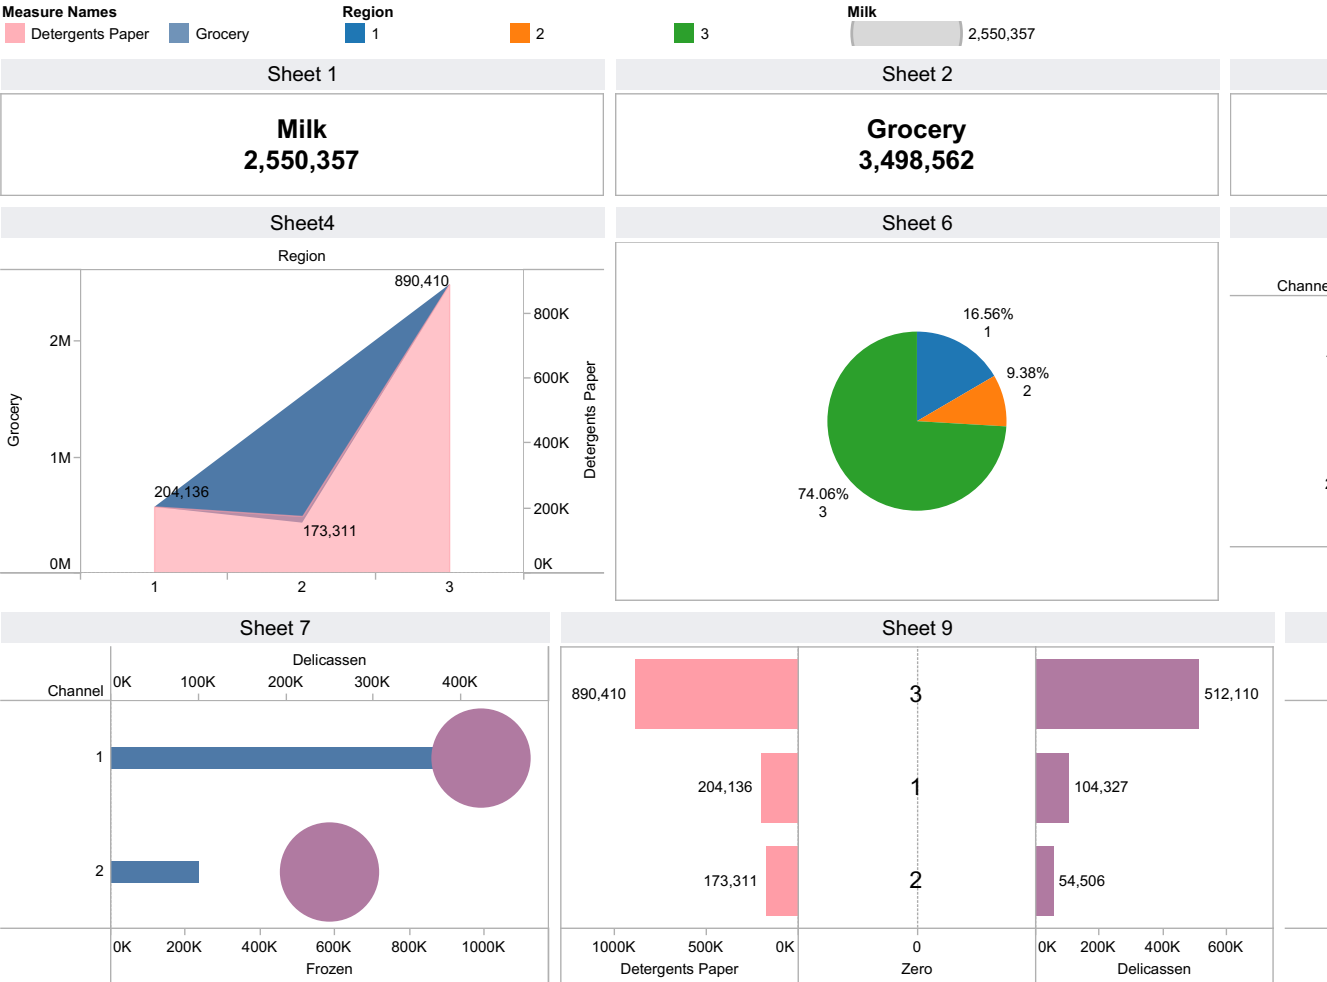 Measure Names
Detergents Paper
Grocery
Region
1
2
3
Milk
2,550,357
Sheet 1
Sheet 2
Milk
2,550,357
Grocery
3,498,562
Sheet4
Sheet 6
Region
890,410
2M
1M
0M
Grocery
204,136
173,311
800K
600K
400K
200K
0K
Detergents Paper
1
2
3
16.56%
1
9.38%
2
74.06%
3
Sheet 7
Sheet 9
Delicassen
Channel
0K
100K
200K
300K
400K
1
2
0K
200K
400K
600K
800K
1000K
Frozen
890,410
3
512,110
204,136
1
104,327
173,311
2
54,506
1000K
500K
0K
0
0K
200K
400K
600K
Detergents Paper
Zero
Delicassen